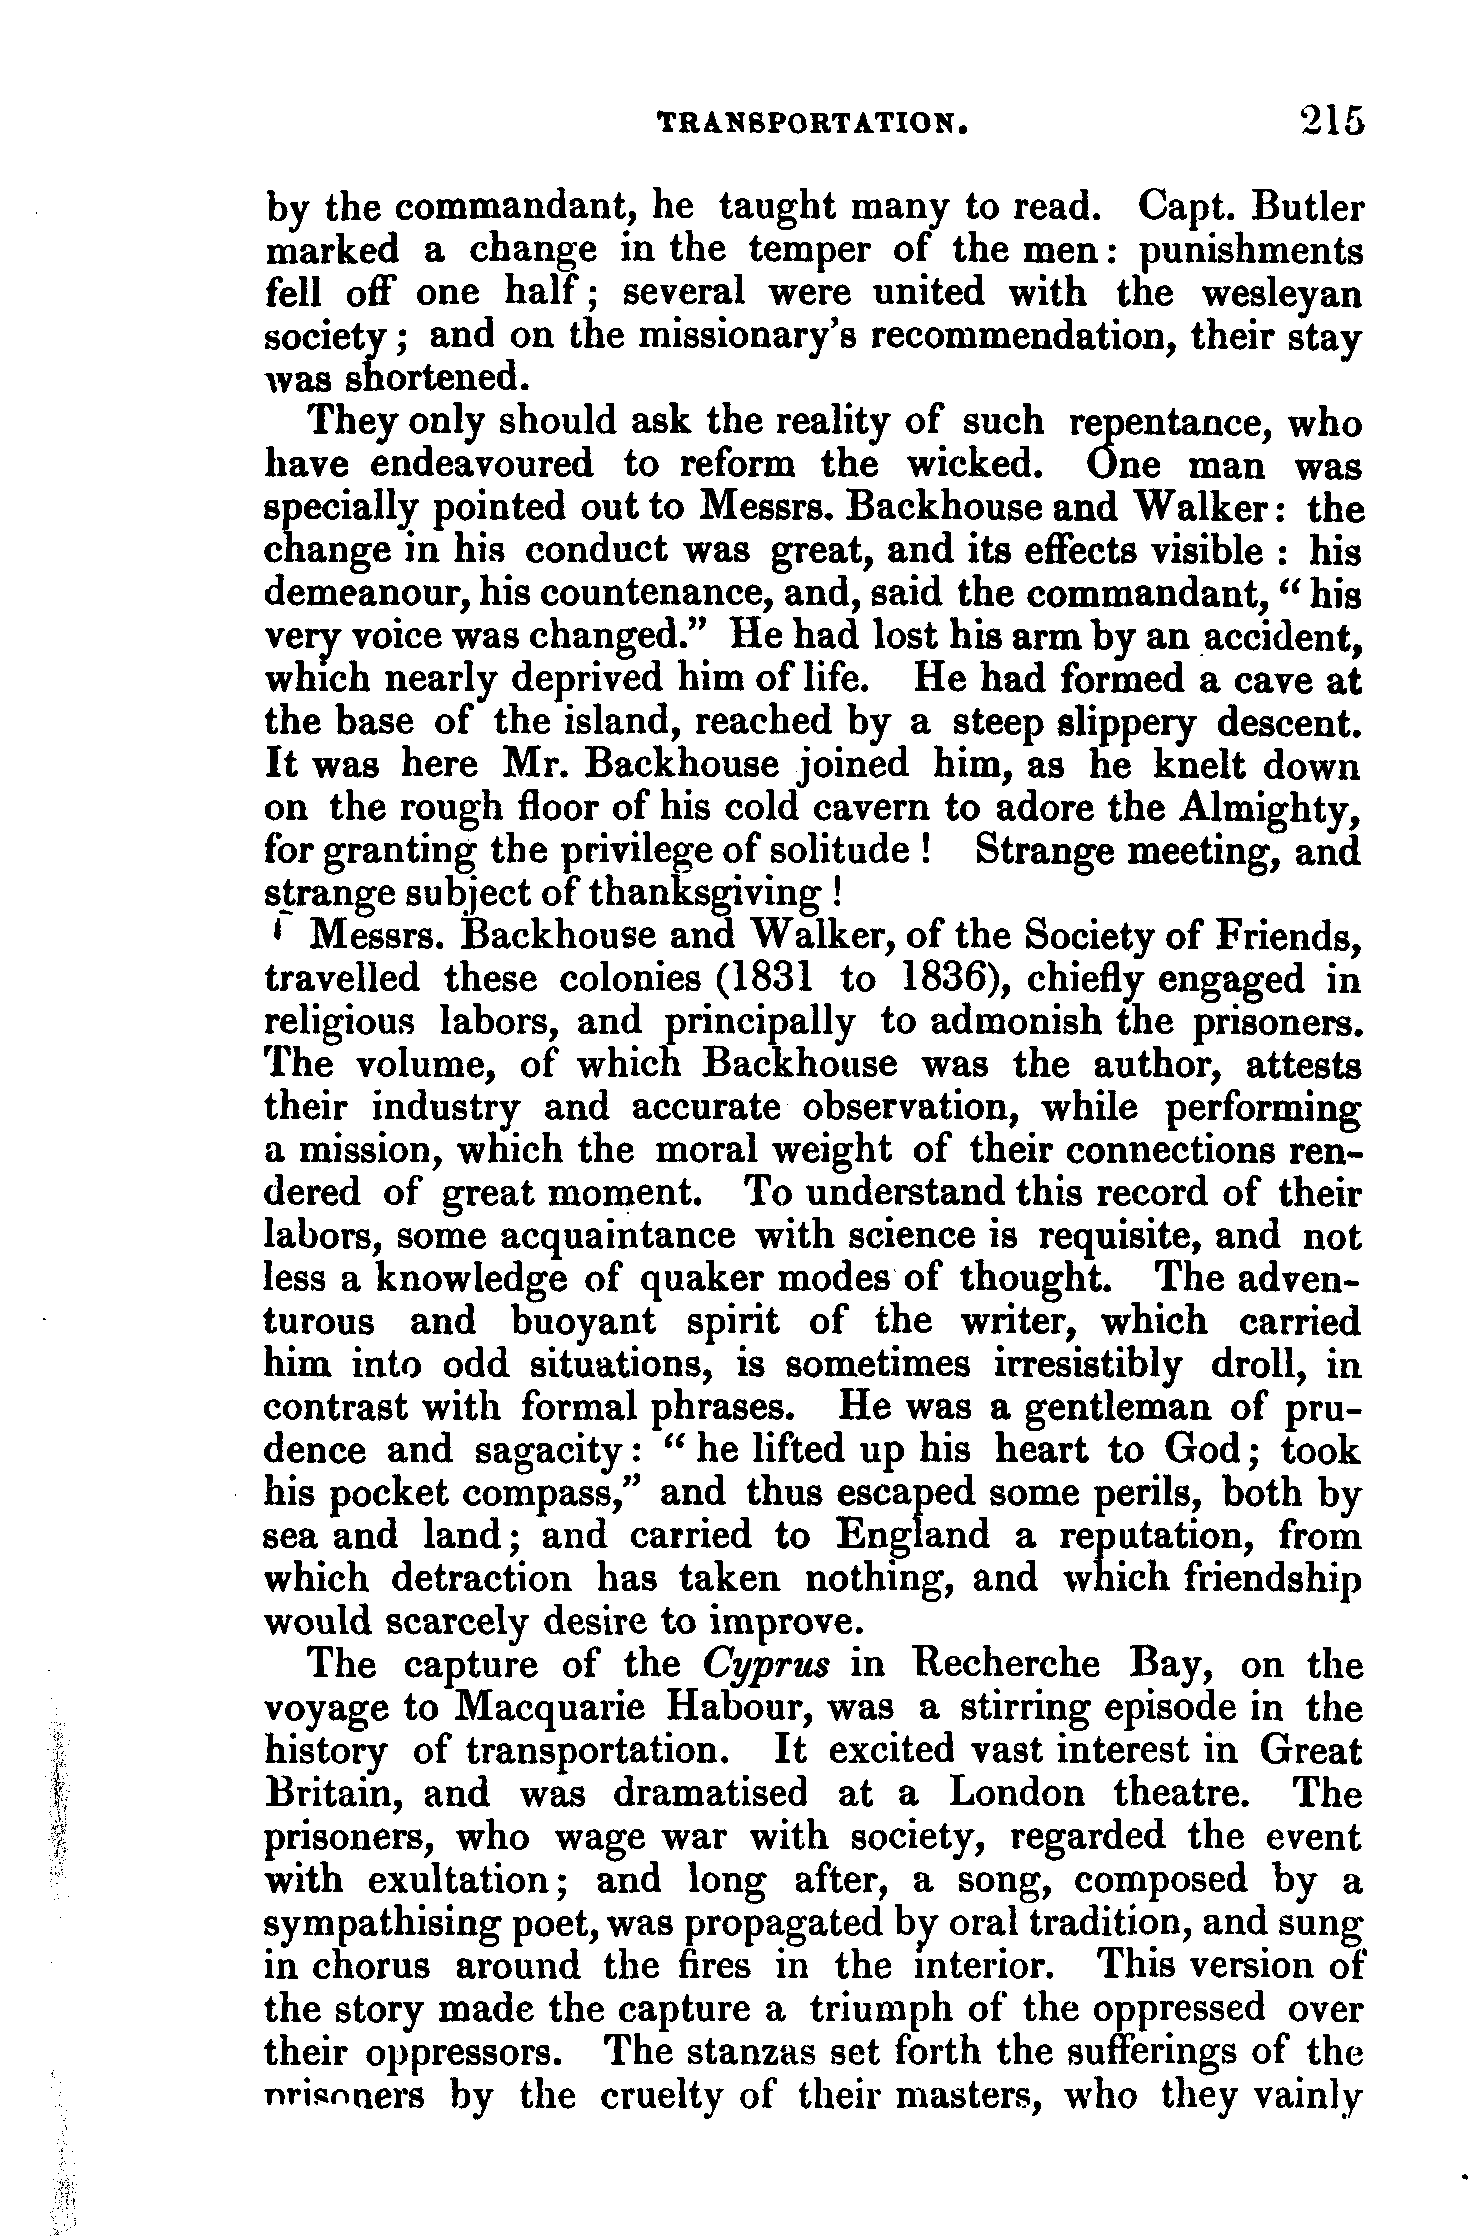 TRANSPORTATION. 215
by the commandant, he taught many to read. Capt. Butler
marked a change in the temper of the men: punishments
fell off one half; several were united with the wesleyan
society; and on the missionary's recommendation, their stay
was shortened.
They only should ask the reality of such repentance, who
have endeavoured to reform the wicked. One man was
specially pointed out to Messrs. Backhouse and Walker: the
change in his conduct was great, and its effects visible : his
demeanour, his countenance, and, said the commandant, "his
very voice was changed." He had lost his arm by an accident,
which nearly deprived him of life. He had formed a cave at
the base of the island, reached by a steep slippery descent.
It was here Mr. Backhouse joined him, as he knelt down
on the rough floor of his cold cavern to adore the Almighty,
for granting the privilege of solitude ! Strange meeting, and
strange subject of thanksgiving !
Messrs. Backhouse and Walker, of the Society of Friends,
travelled these colonies (1831 to 1836), chiefly engaged in
religious labors, and principally to admonish the prisoners.
The volume, of which Backhouse was the author, attests
their industry and accurate observation, while performing
a mission, which the moral weight of their connections ren-
dered of great moment. To understand this record of their
labors, some acquaintance with science is requisite, and not
less a knowledge of quaker modes of thought. The adven-
turous and buoyant spirit of the writer, which carried
him into odd situations, is sometimes irresistibly droll, in
contrast with formal phrases. He was a gentleman of pru-
dence and sagacity: "he lifted up his heart to God; took
his pocket compass," and thus escaped some perils, both by
sea and land; and carried to England a reputation, from
which detraction has taken nothing, and which friendship
would scarcely desire to improve.
The capture of the Cyprus in Recherche Bay, on the
voyage to Macquarie Habour, was a stirring episode in the
history of transportation. It excited vast interest in Great
Britain, and was dramatised at a London theatre. The
prisoners, who wage war with society, regarded the event
with exultation; and long after, a song, composed by a
sympathising poet, was propagated by oral tradition, and sung
in chorus around the fires in the interior. This version of
the story made the capture a triumph of the oppressed over
their oppressors. The stanzas set forth the sufferings of the
prisoners by the cruelty of their masters, who they vainly